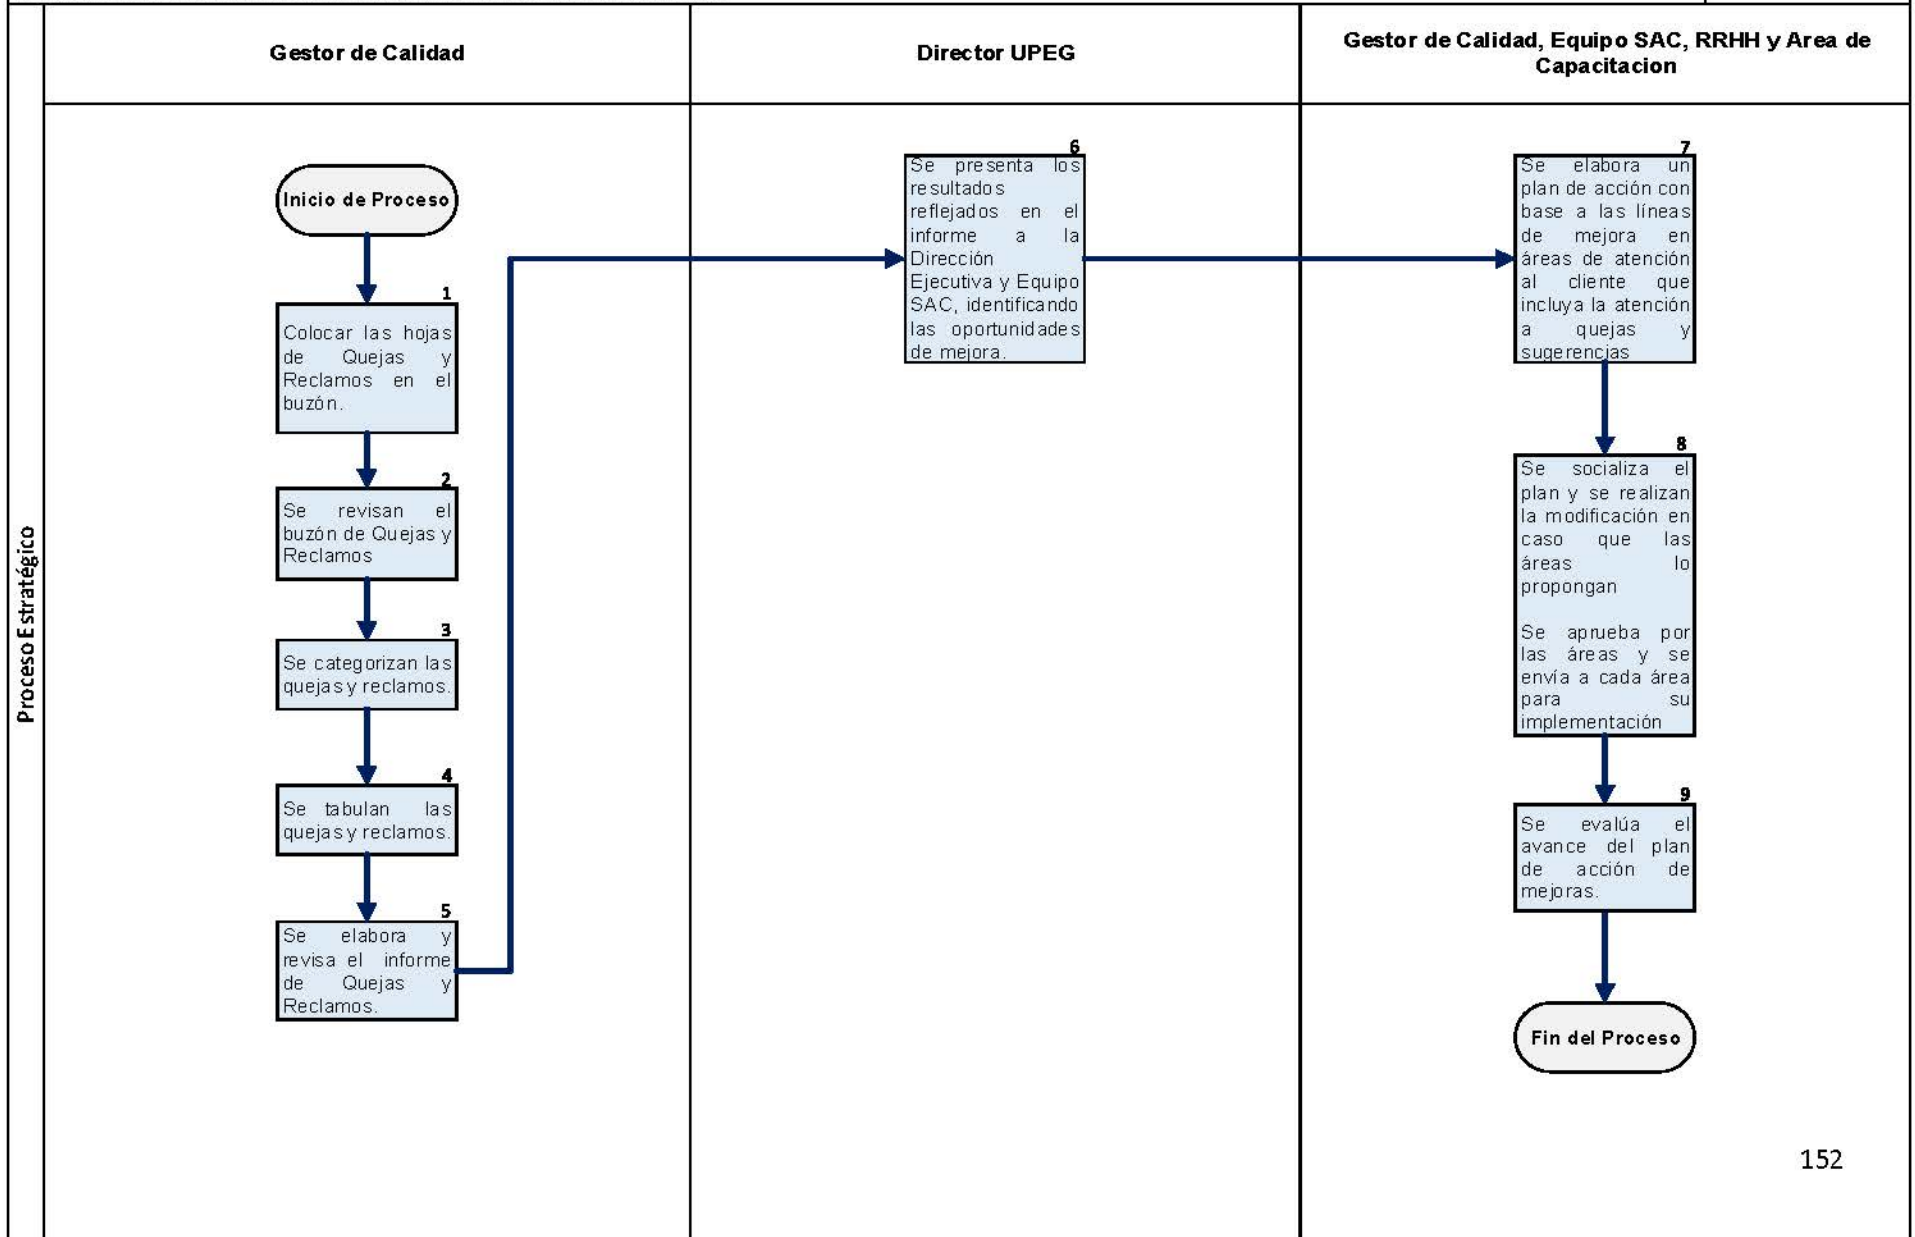 Gestor de Calidad
Director UPEG
Gestor de Calidad, Equipo SAC, RRHH y Area de
Capacitacion
Proceso Estratégico
Inicio de Proceso
1
Colocar las hojas
de Quejas y
Reclamos en el
buzón.
2
Se revisan el
buzón de Quejas y
Reclamos
3
Se categorizan las
quejas y reclamos.
4
Se tabulan las
quejas y reclamos.
5
Se elabora y
revisa el informe
de Quejas y
Reclamos.
6
Se presenta los
resultados
reflejados en el
informe a la
Dirección
Ejecutiva y Equipo
SAC, identificando
las oportunidades
de mejora.
7
Se elabora un
plan de acción con
base a las líneas
de mejora en
áreas de atención
al cliente que
incluya la atención
a quejas y
sugerencias
8
Se socializa el
plan y se realizan
la modificación en
caso que las
áreas lo
propongan
Se aprueba por
las áreas y se
envía a cada área
para su
implementación
9
Se evalúa el
avance del plan
de acción de
mejoras.
Fin del Proceso
152